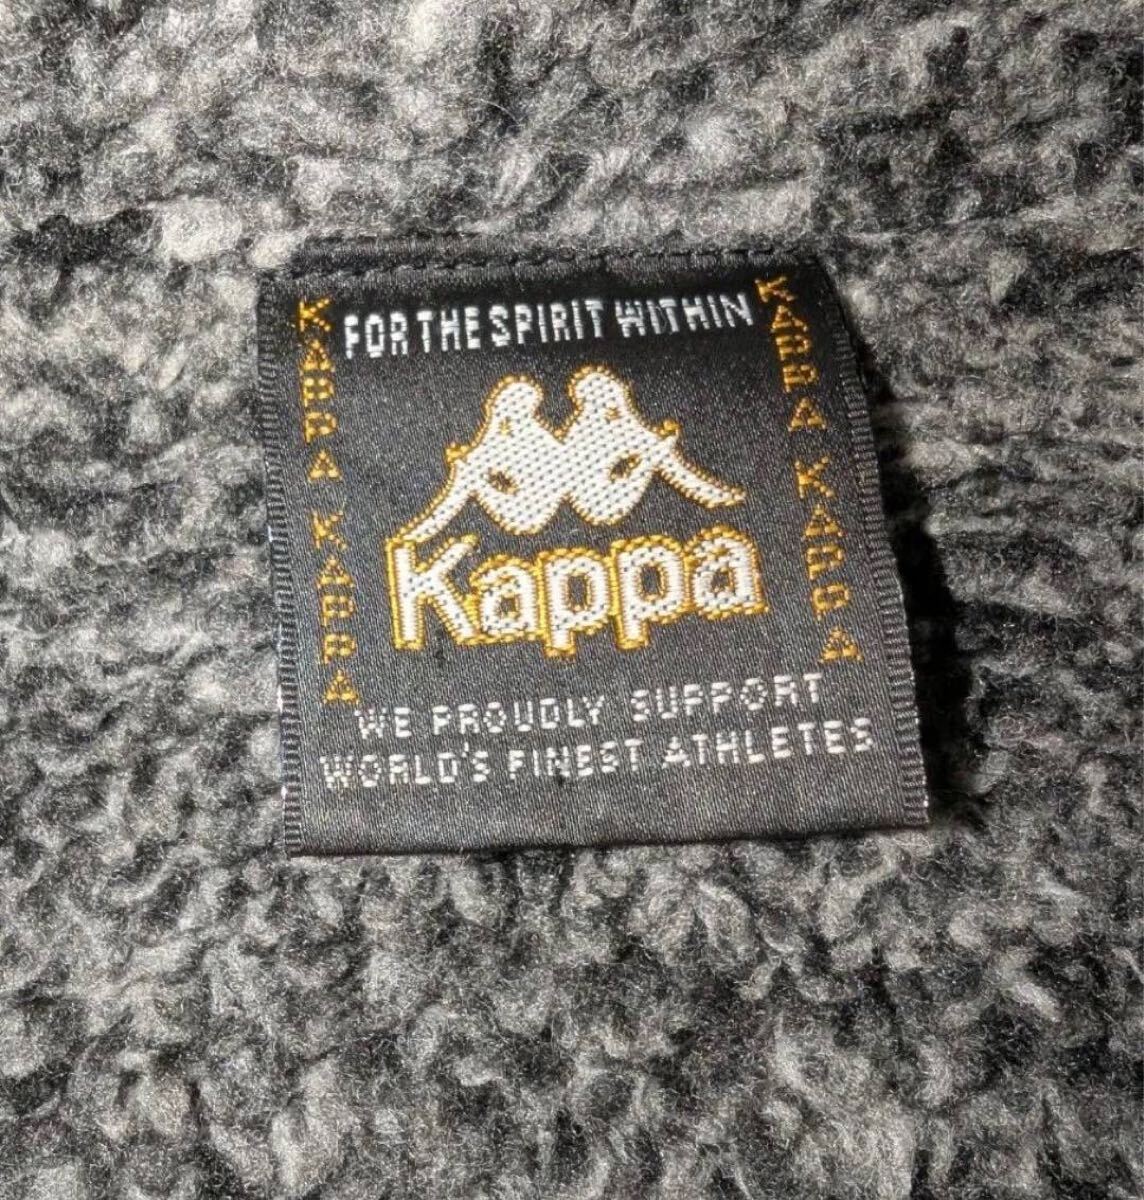 FOR THE SPIRIT WITHIN
KAPPA KAPPA
KAPPA KAPPA
Kappa
WE PROUDLY SUPPORT
WORLD'S FINEST ATHLETES